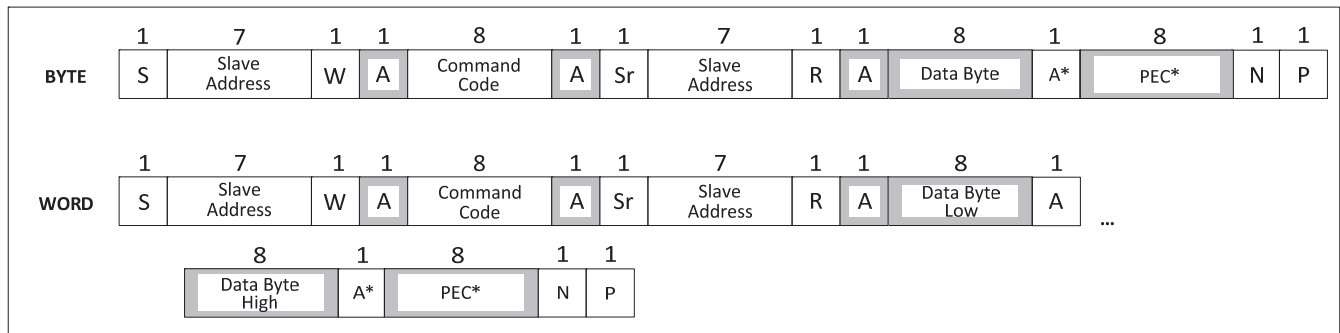 1 7 1 1 8 1 1 7 1 1 8 1 8 1 1
BYTE S Slave Address W A Command Code A Sr Slave Address R A Data Byte A* PEC* N P
1 7 1 1 8 1 1 7 1 1 8 1
WORD S Slave Address W A Command Code A Sr Slave Address R A Data Byte Low A ...
8 1 8 1 1
Data Byte High A* PEC* N P